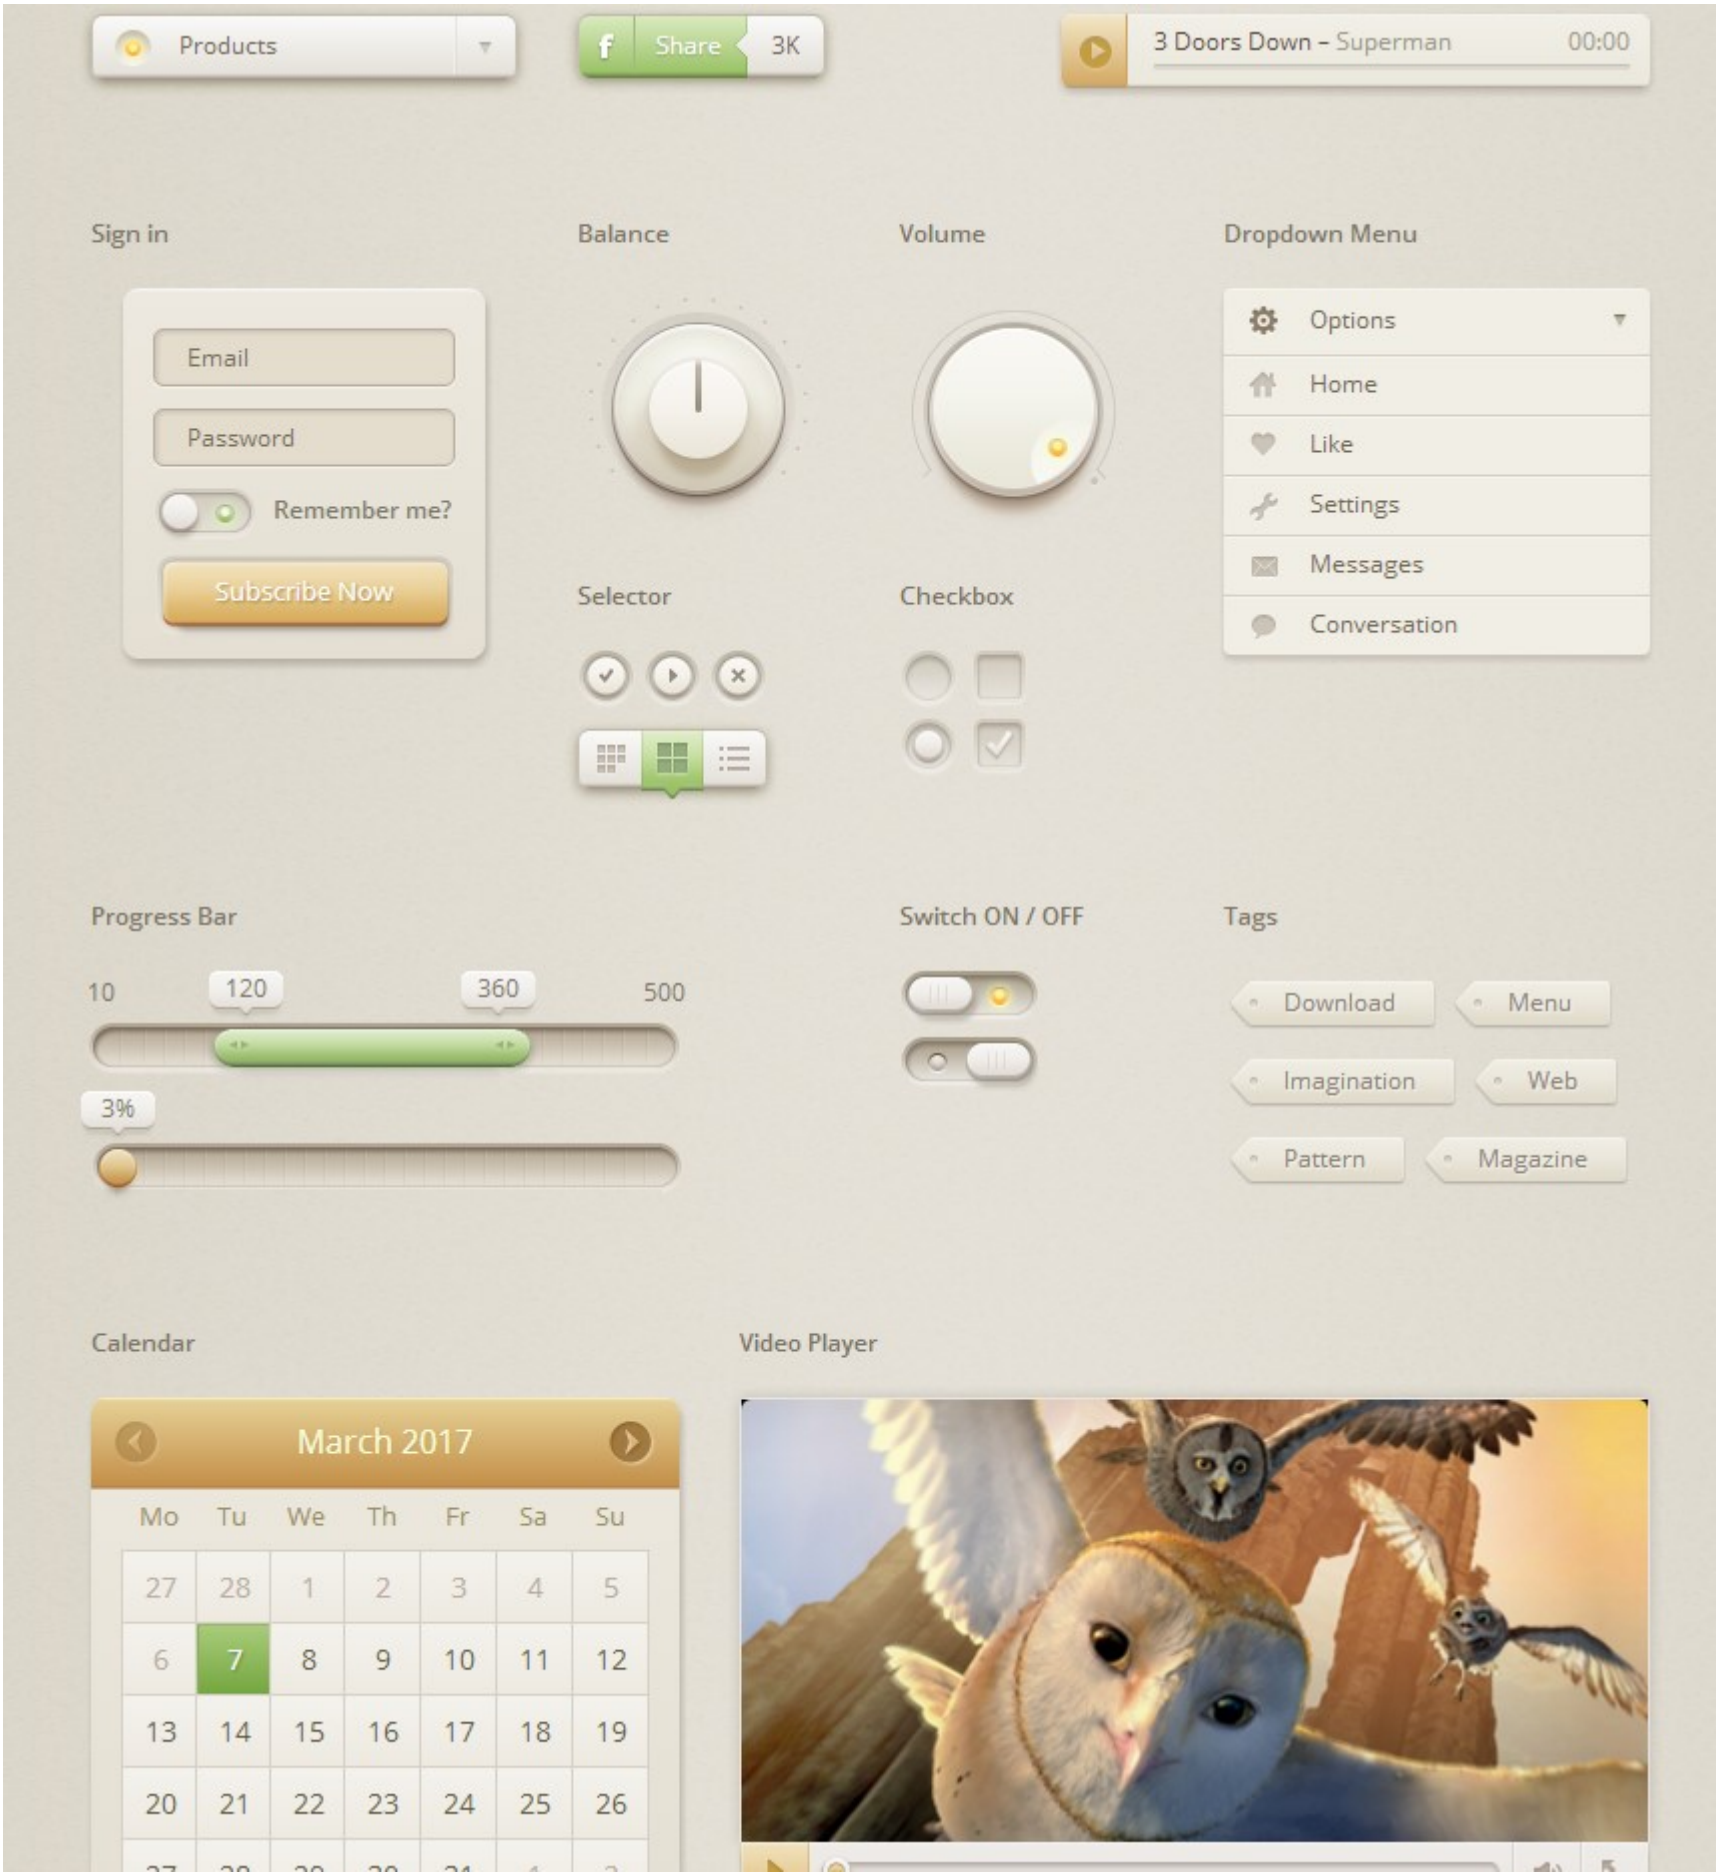 Products
Share 3K
3 Doors Down – Superman 00:00
Sign in
Balance
Volume
Dropdown Menu
Email
Password
Remember me?
Subscribe Now
Options
Home
Like
Settings
Messages
Conversation
Selector
Checkbox
Progress Bar
Switch ON / OFF
Tags
10 120 360 500
3%
Download Menu
Imagination Web
Pattern Magazine
Calendar
Video Player
March 2017
Mo Tu We Th Fr Sa Su
27 28 1 2 3 4 5
6 7 8 9 10 11 12
13 14 15 16 17 18 19
20 21 22 23 24 25 26